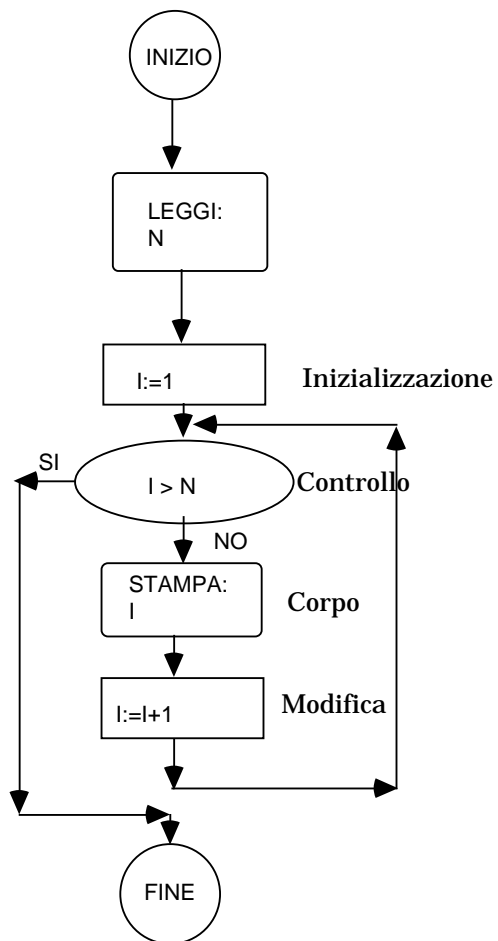 INIZIO
LEGGI:
N
I:=1
Inizializzazione
SI
I > N
Controllo
NO
STAMPA:
I
Corpo
I:=I+1
Modifica
FINE